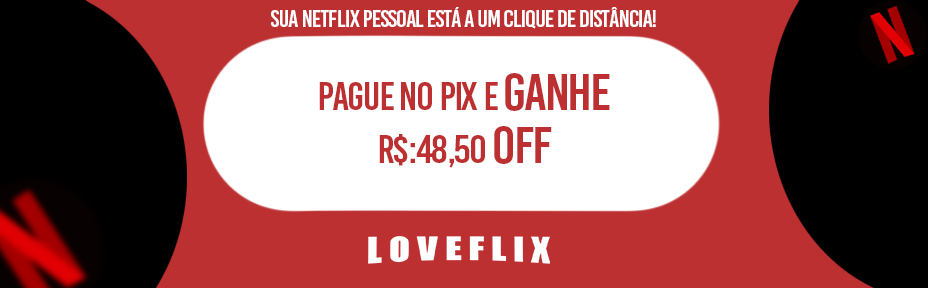 SUA NETFLIX PESSOAL ESTÁ A UM CLIQUE DE DISTÂNCIA!
PAGUE NO PIX E GANHE
R$:48,50 OFF
LOVEFLIX